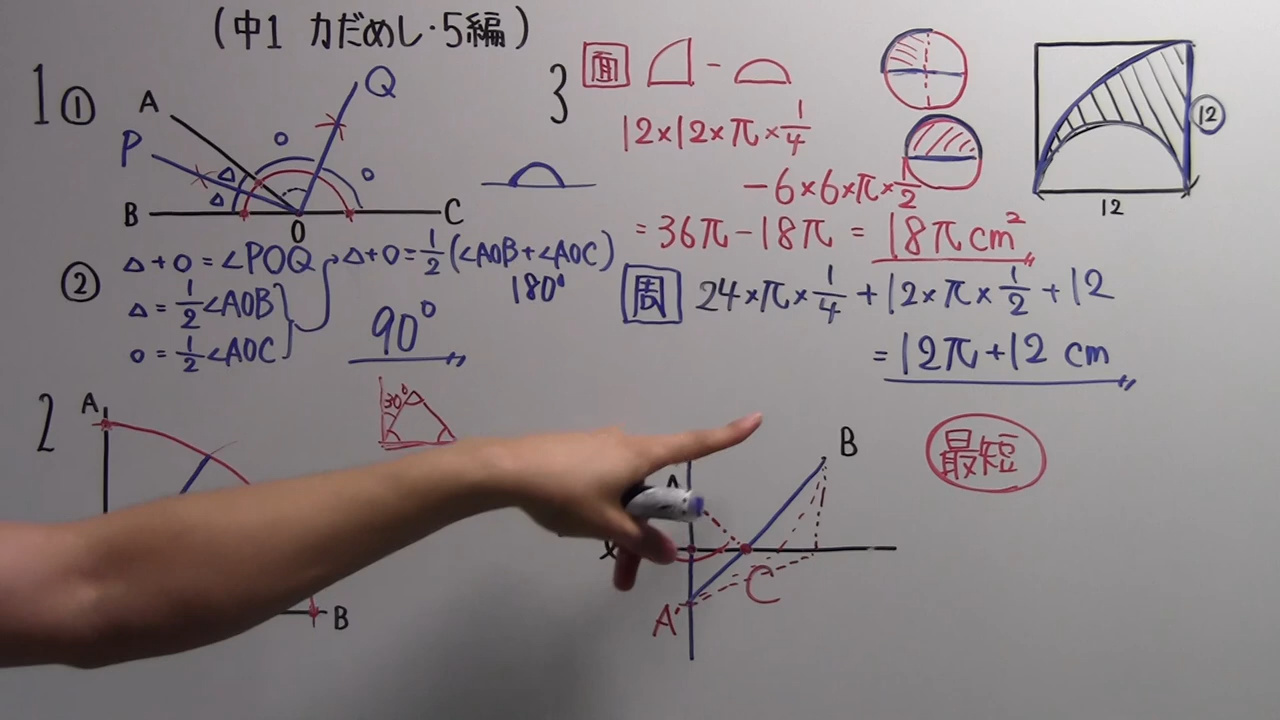 (中1 力だめし・5編)
1 ①
A
Q
P
B
O
C
△ ○
△ ○
② △+○=∠POQ
△+○=1/2(∠AOB+∠AOC)
180°
△=1/2∠AOB
○=1/2∠AOC
90°
2
A
B
30°
3
面 -
12×12×π×1/4
-6×6×π×1/2
=36π-18π=18πcm²
周 24×π×1/4+12×π×1/2+12
=12π+12 cm
12
12
A
B
C
A'
最短